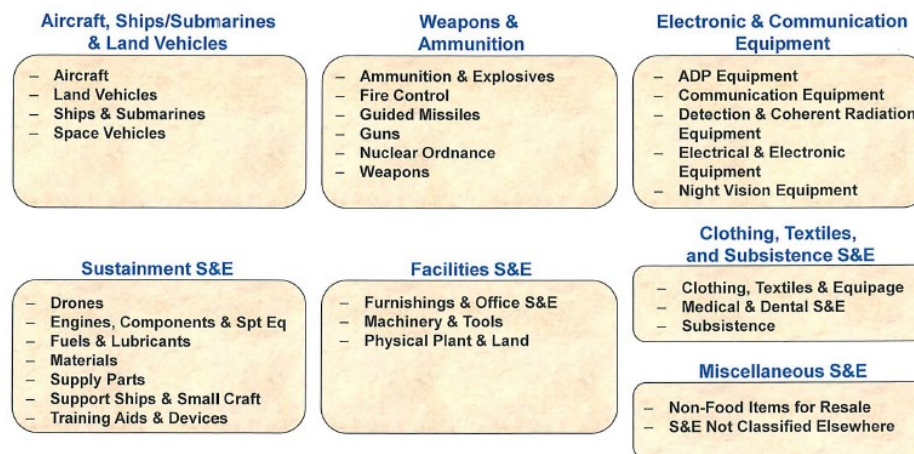 Aircraft, Ships/Submarines
& Land Vehicles
– Aircraft
– Land Vehicles
– Ships & Submarines
– Space Vehicles
Weapons &
Ammunition
– Ammunition & Explosives
– Fire Control
– Guided Missiles
– Guns
– Nuclear Ordnance
– Weapons
Electronic & Communication
Equipment
– ADP Equipment
– Communication Equipment
– Detection & Coherent Radiation
Equipment
– Electrical & Electronic
Equipment
– Night Vision Equipment
Sustainment S&E
– Drones
– Engines, Components & Spt Eq
– Fuels & Lubricants
– Materials
– Supply Parts
– Support Ships & Small Craft
– Training Aids & Devices
Facilities S&E
– Furnishings & Office S&E
– Machinery & Tools
– Physical Plant & Land
Clothing, Textiles,
and Subsistence S&E
– Clothing, Textiles & Equipage
– Medical & Dental S&E
– Subsistence
Miscellaneous S&E
– Non-Food Items for Resale
– S&E Not Classified Elsewhere